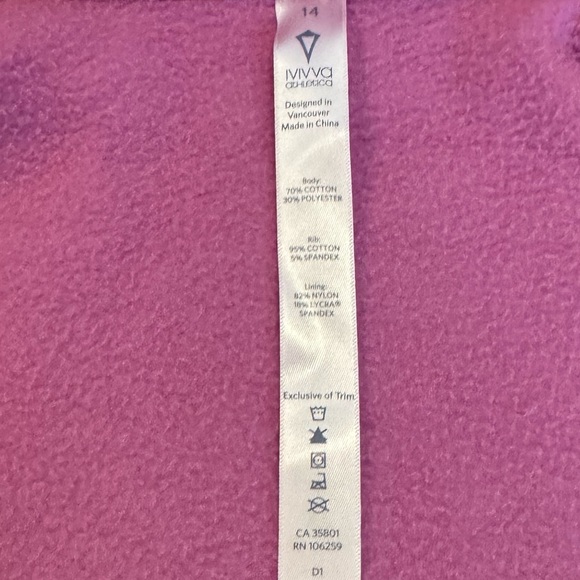 14
ivivva
athletica
Designed in
Vancouver
Made in China
Body:
70% COTTON
30% POLYESTER
Rib:
95% COTTON
5% SPANDEX
Lining:
82% NYLON
18% LYCRA®
SPANDEX
Exclusive of Trim
CA 35801
RN 106259
D1